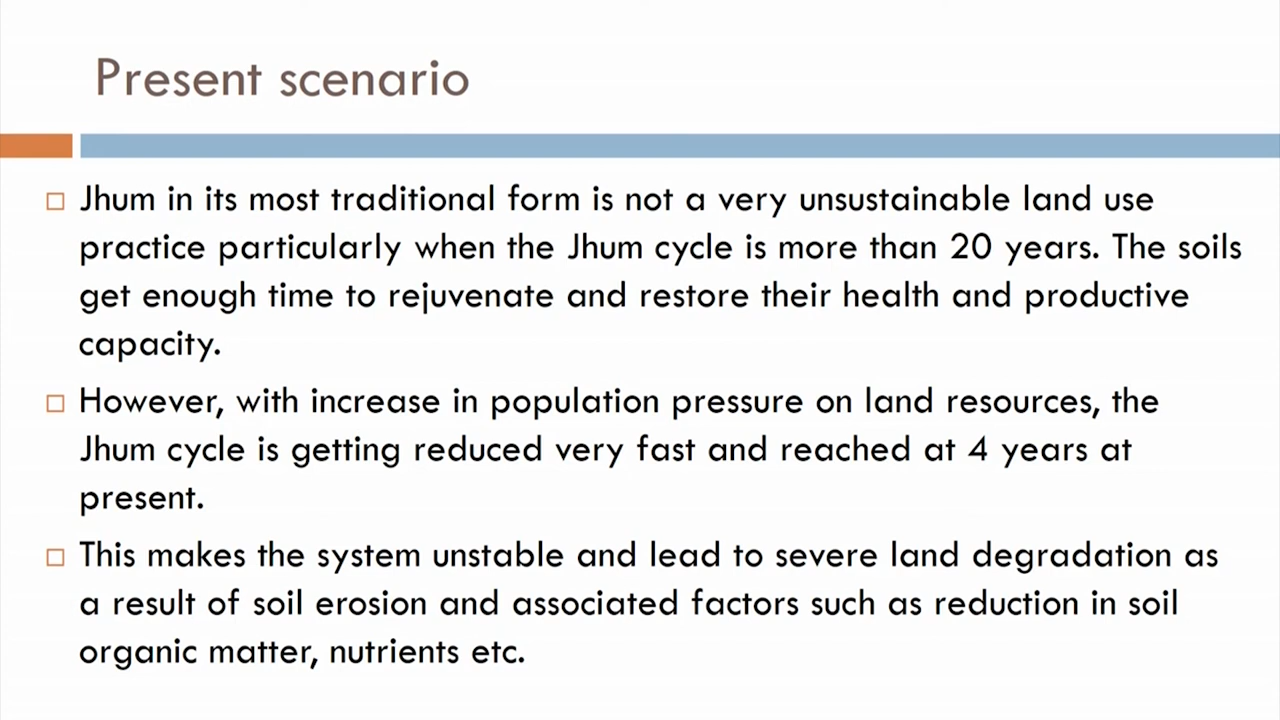 Present scenario
Jhum in its most traditional form is not a very unsustainable land use
practice particularly when the Jhum cycle is more than 20 years. The soils
get enough time to rejuvenate and restore their health and productive
capacity.
However, with increase in population pressure on land resources, the
Jhum cycle is getting reduced very fast and reached at 4 years at
present.
This makes the system unstable and lead to severe land degradation as
a result of soil erosion and associated factors such as reduction in soil
organic matter, nutrients etc.